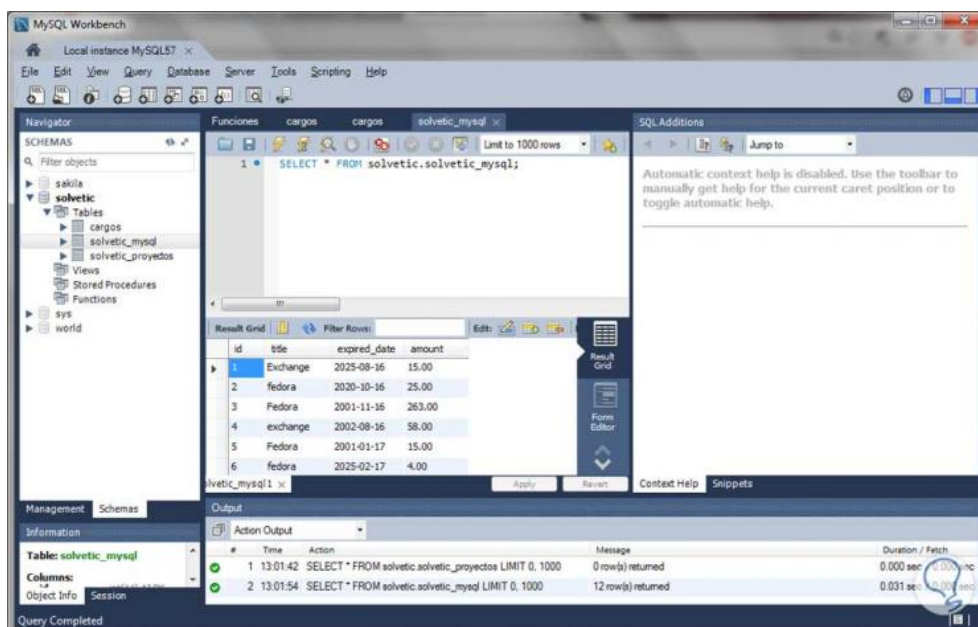 MySQL Workbench
Local instance MySQL57
File Edit View Query Database Server Tools Scripting Help
Navigator
SCHEMAS
Filter objects
sakila
solvetic
Tables
cargos
solvetic_mysql
solvetic_proyedos
Views
Stored Procedures
Functions
sys
world
Management Schemas
Information
Table: solvetic_mysql
Columns:
Object Info Session
Funciones cargos cargos solvetic_mysql
Limit to 1000 rows
1 SELECT * FROM solvetic.solvetic_mysql;
Result Grid Filter Rows: Edit:
id title expired_date amount
1 Exchange 2025-08-16 15.00
2 fedora 2020-10-16 25.00
3 Fedora 2001-11-16 263.00
4 exchange 2002-08-16 58.00
5 Fedora 2001-01-17 15.00
6 fedora 2025-02-17 4.00
Result Grid
Form Editor
olvetic_mysql1 Apply Revert
SQL Additions
Jump to
Automatic context help is disabled. Use the toolbar to
manually get help for the current caret position or to
toggle automatic help.
Context Help Snippets
Output
Action Output
# Time Action Message Duration / Fetch
1 13:01:42 SELECT * FROM solvetic.solvetic_proyectos LIMIT 0, 1000 0 row(s) returned 0.000 sec / 0.000 sec
2 13:01:54 SELECT * FROM solvetic.solvetic_mysql LIMIT 0, 1000 12 row(s) returned 0.031 sec / 0.000 sec
Query Completed